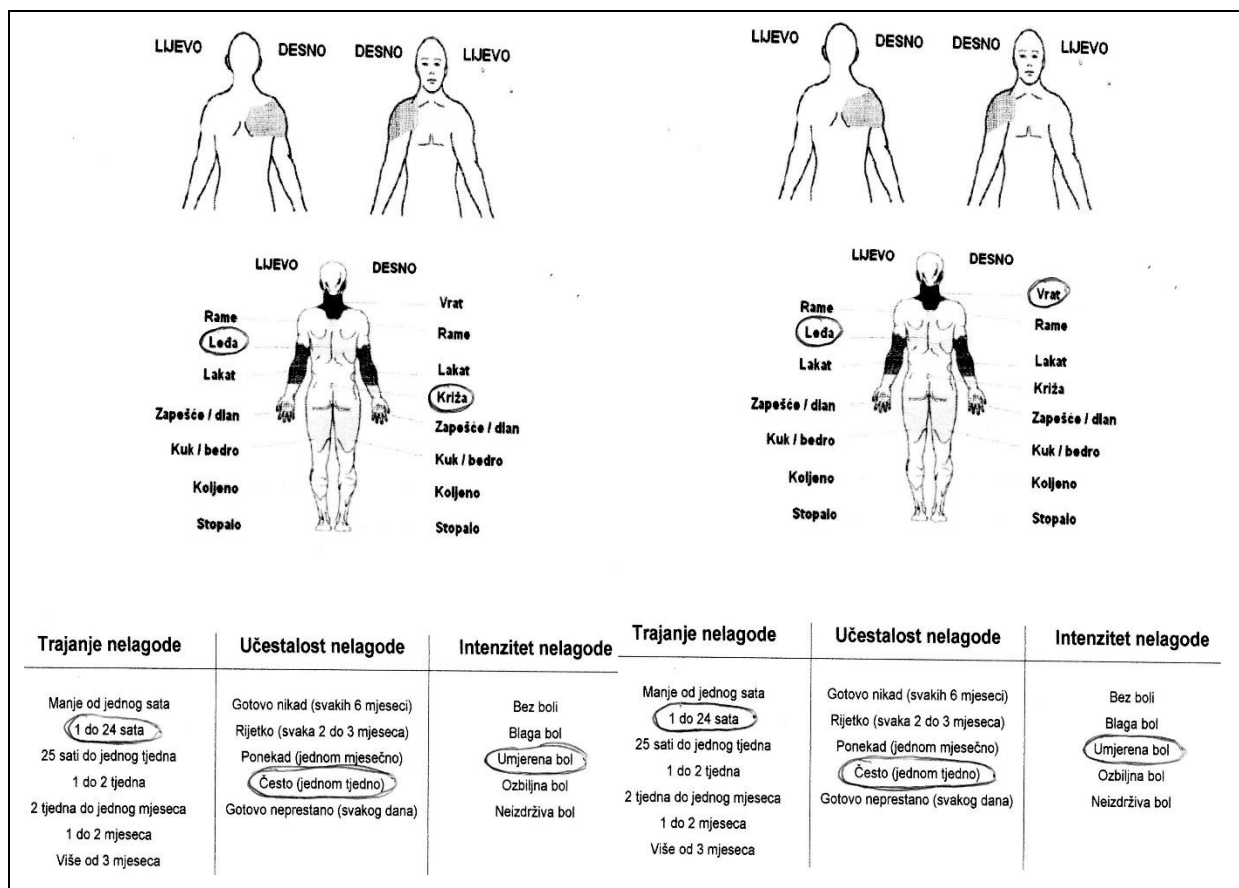 LIJEVO DESNO DESNO LIJEVO
LIJEVO DESNO
Vrat
Rame
Rame
Leđa
Lakat
Lakat
Križa
Zapešće / dlan
Zapešće / dlan
Kuk / bedro
Kuk / bedro
Koljeno
Koljeno
Stopalo
Stopalo
Trajanje nelagode
Manje od jednog sata
1 do 24 sata
25 sati do jednog tjedna
1 do 2 tjedna
2 tjedna do jednog mjeseca
1 do 2 mjeseca
Više od 3 mjeseca
Učestalost nelagode
Gotovo nikad (svakih 6 mjeseci)
Rijetko (svaka 2 do 3 mjeseca)
Ponekad (jednom mjesečno)
Često (jednom tjedno)
Gotovo neprestano (svakog dana)
Intenzitet nelagode
Bez boli
Blaga bol
Umjerena bol
Ozbiljna bol
Neizdrživa bol
LIJEVO DESNO DESNO LIJEVO
LIJEVO DESNO
Vrat
Rame
Rame
Leđa
Lakat
Lakat
Križa
Zapešće / dlan
Zapešće / dlan
Kuk / bedro
Kuk / bedro
Koljeno
Koljeno
Stopalo
Stopalo
Trajanje nelagode
Manje od jednog sata
1 do 24 sata
25 sati do jednog tjedna
1 do 2 tjedna
2 tjedna do jednog mjeseca
1 do 2 mjeseca
Više od 3 mjeseca
Učestalost nelagode
Gotovo nikad (svakih 6 mjeseci)
Rijetko (svaka 2 do 3 mjeseca)
Ponekad (jednom mjesečno)
Često (jednom tjedno)
Gotovo neprestano (svakog dana)
Intenzitet nelagode
Bez boli
Blaga bol
Umjerena bol
Ozbiljna bol
Neizdrživa bol